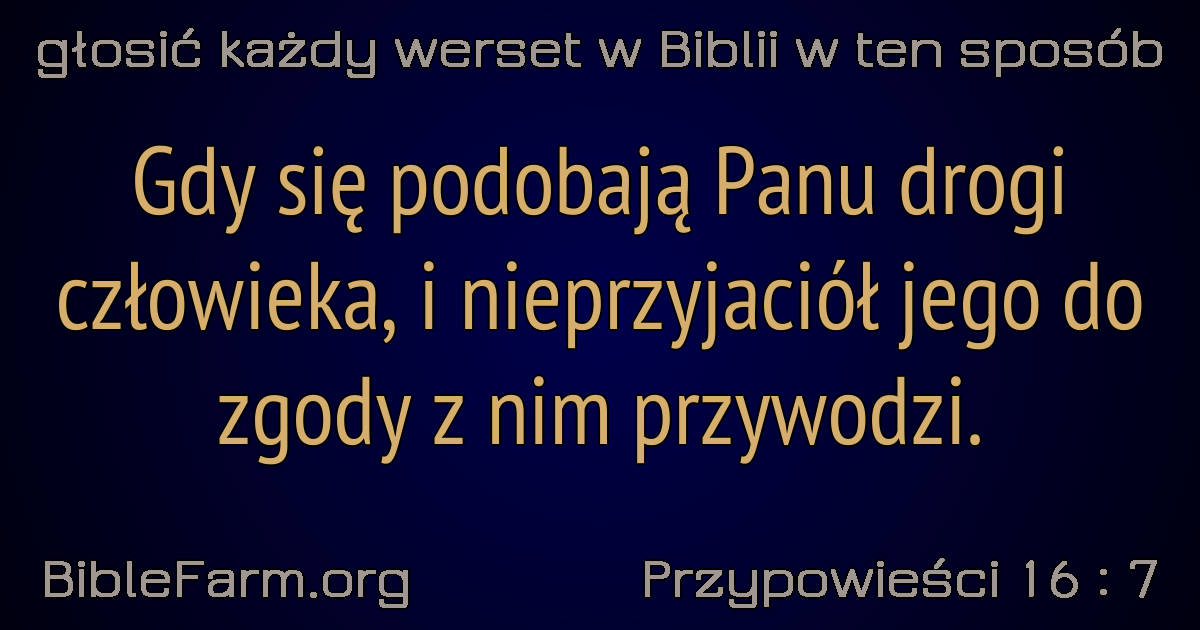 głosić każdy werset w Biblii w ten sposób
Gdy się podobają Panu drogi
człowieka, i nieprzyjaciół jego do
zgody z nim przywodzi.
BibleFarm.org
Przypowieści 16 : 7